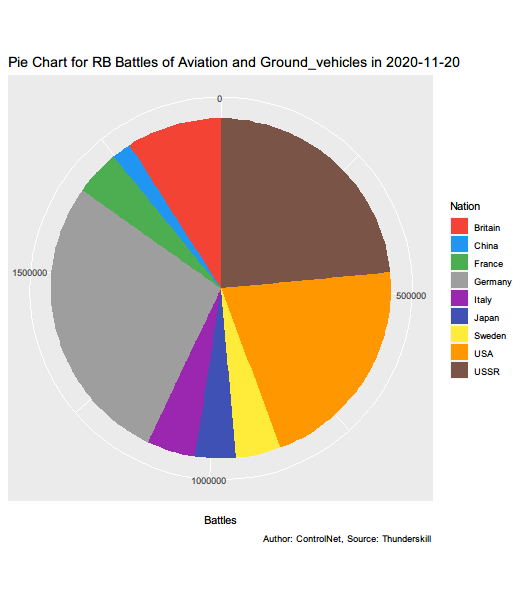 Pie Chart for RB Battles of Aviation and Ground_vehicles in 2020-11-20
0
500000
1000000
1500000
Nation
Britain
China
France
Germany
Italy
Japan
Sweden
USA
USSR
Battles
Author: ControlNet, Source: Thunderskill